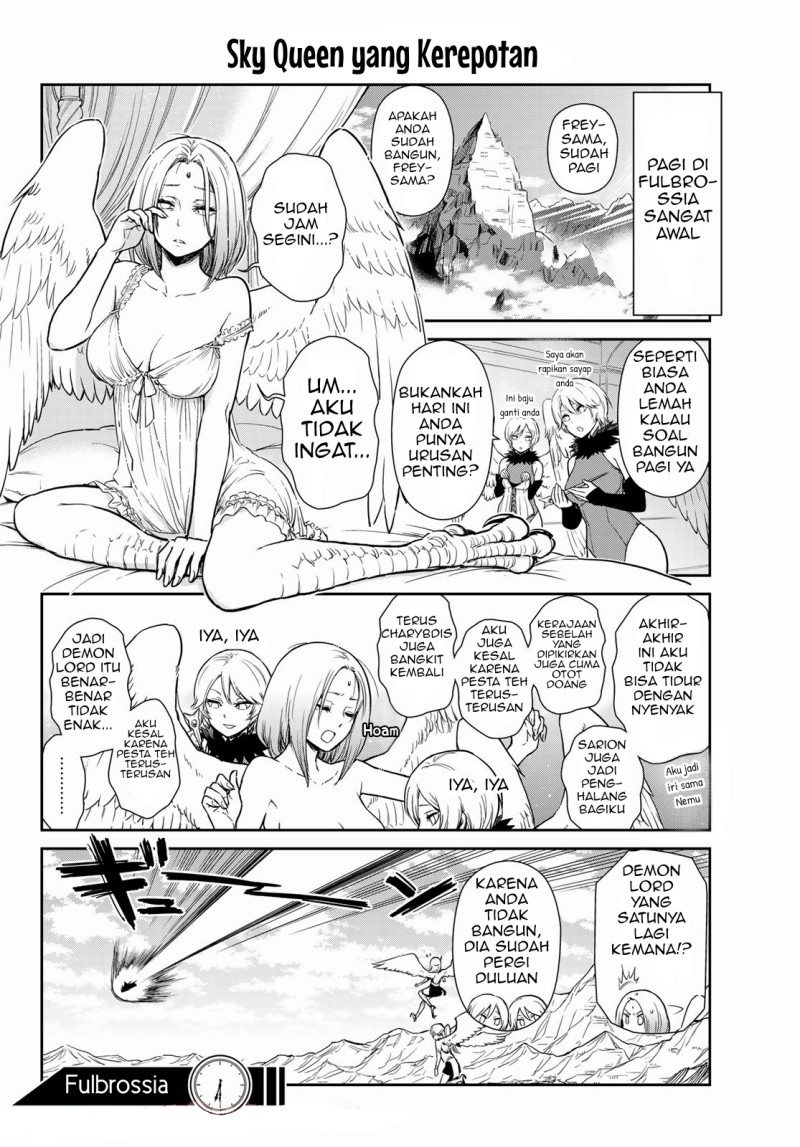 Sky Queen yang Kerepotan
PAGI DI
FULBRO-
SSIA
SANGAT
AWAL
FREY-
SAMA,
SUDAH
PAGI
APAKAH
ANDA
SUDAH
BANGUN,
FREY-
SAMA?
SUDAH
JAM
SEGINI...?
SEPERTI
BIASA
ANDA
LEMAH
KALAU
SOAL
BANGUN
PAGI YA
Saya akan
rapikan sayap
anda
Ini baju
ganti anda
BUKANKAH
HARI INI
ANDA
PUNYA
URUSAN
PENTING?
UM...
AKU
TIDAK
INGAT...
AKHIR-
AKHIR
INI AKU
TIDAK
BISA TIDUR
DENGAN
NYENYAK
Aku jadi
iri sama
Nemu
KERAJAAN
SEBELAH
YANG
DIPIKIRKAN
JUGA CUMA
OTOT
DOANG
SARION
JUGA
JADI
PENG-
HALANG
BAGIKU
AKU
JUGA
KESAL
KARENA
PESTA TEH
TERUS-
TERUSAN
TERUS
CHARYBDIS
JUGA
BANGKIT
KEMBALI
IYA, IYA
Hoam
IYA, IYA
AKU
KESAL
KARENA
PESTA TEH
TERUS-
TERUSAN
JADI
DEMON
LORD ITU
BENAR-
BENAR
TIDAK
ENAK...
.........
DEMON
LORD
YANG
SATUNYA
LAGI
KEMANA!?
KARENA
ANDA
TIDAK
BANGUN,
DIA SUDAH
PERGI
DULUAN
Fulbrossia